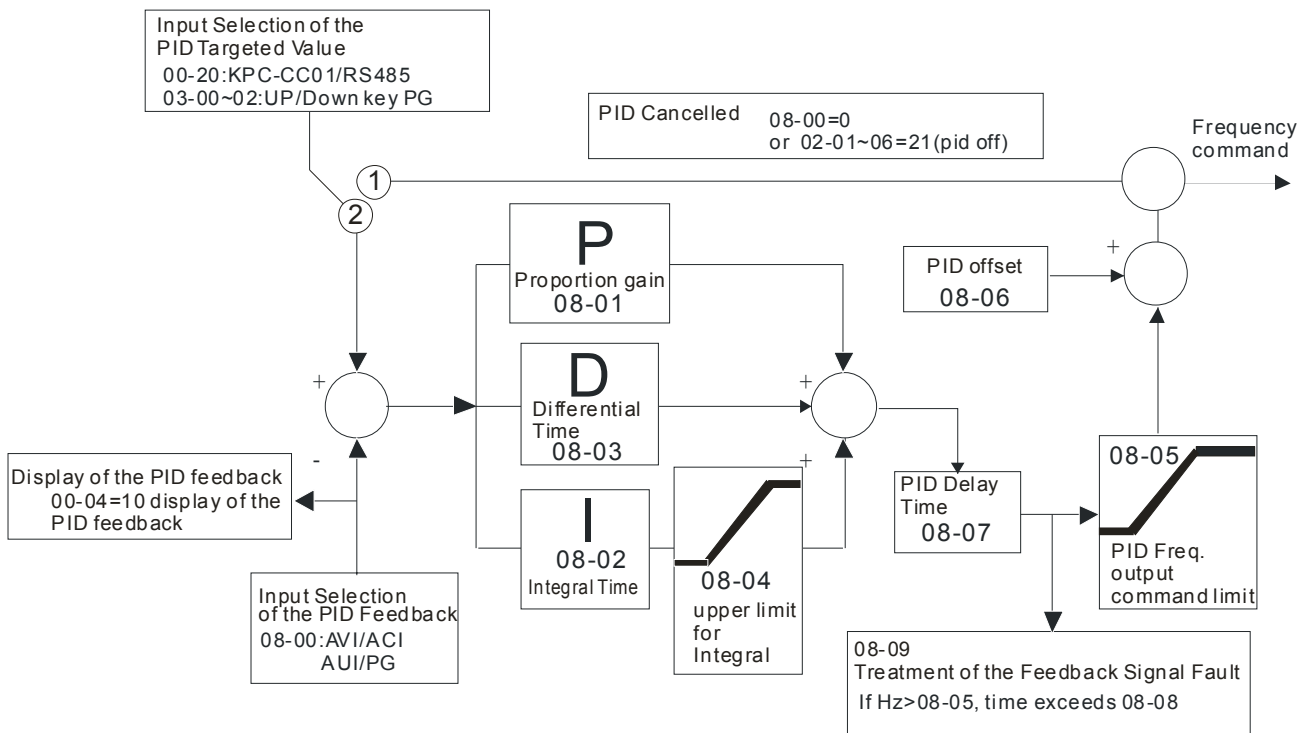 Input Selection of the
PID Targeted Value
00-20:KPC-CC01/RS485
03-00~02:UP/Down key PG
PID Cancelled
08-00=0
or 02-01~06=21(pid off)
Frequency
command
1
2
P
Proportion gain
08-01
+
PID offset
08-06
D
Differential
Time
08-03
+
-
+
+
Display of the PID feedback
00-04=10 display of the
PID feedback
I
08-02
Integral Time
08-04
upper limit
for
Integral
PID Delay
Time
08-07
08-05
PID Freq.
output
command limit
Input Selection
of the PID Feedback
08-00:AVI/ACI
AUI/PG
08-09
Treatment of the Feedback Signal Fault
If Hz>08-05, time exceeds 08-08